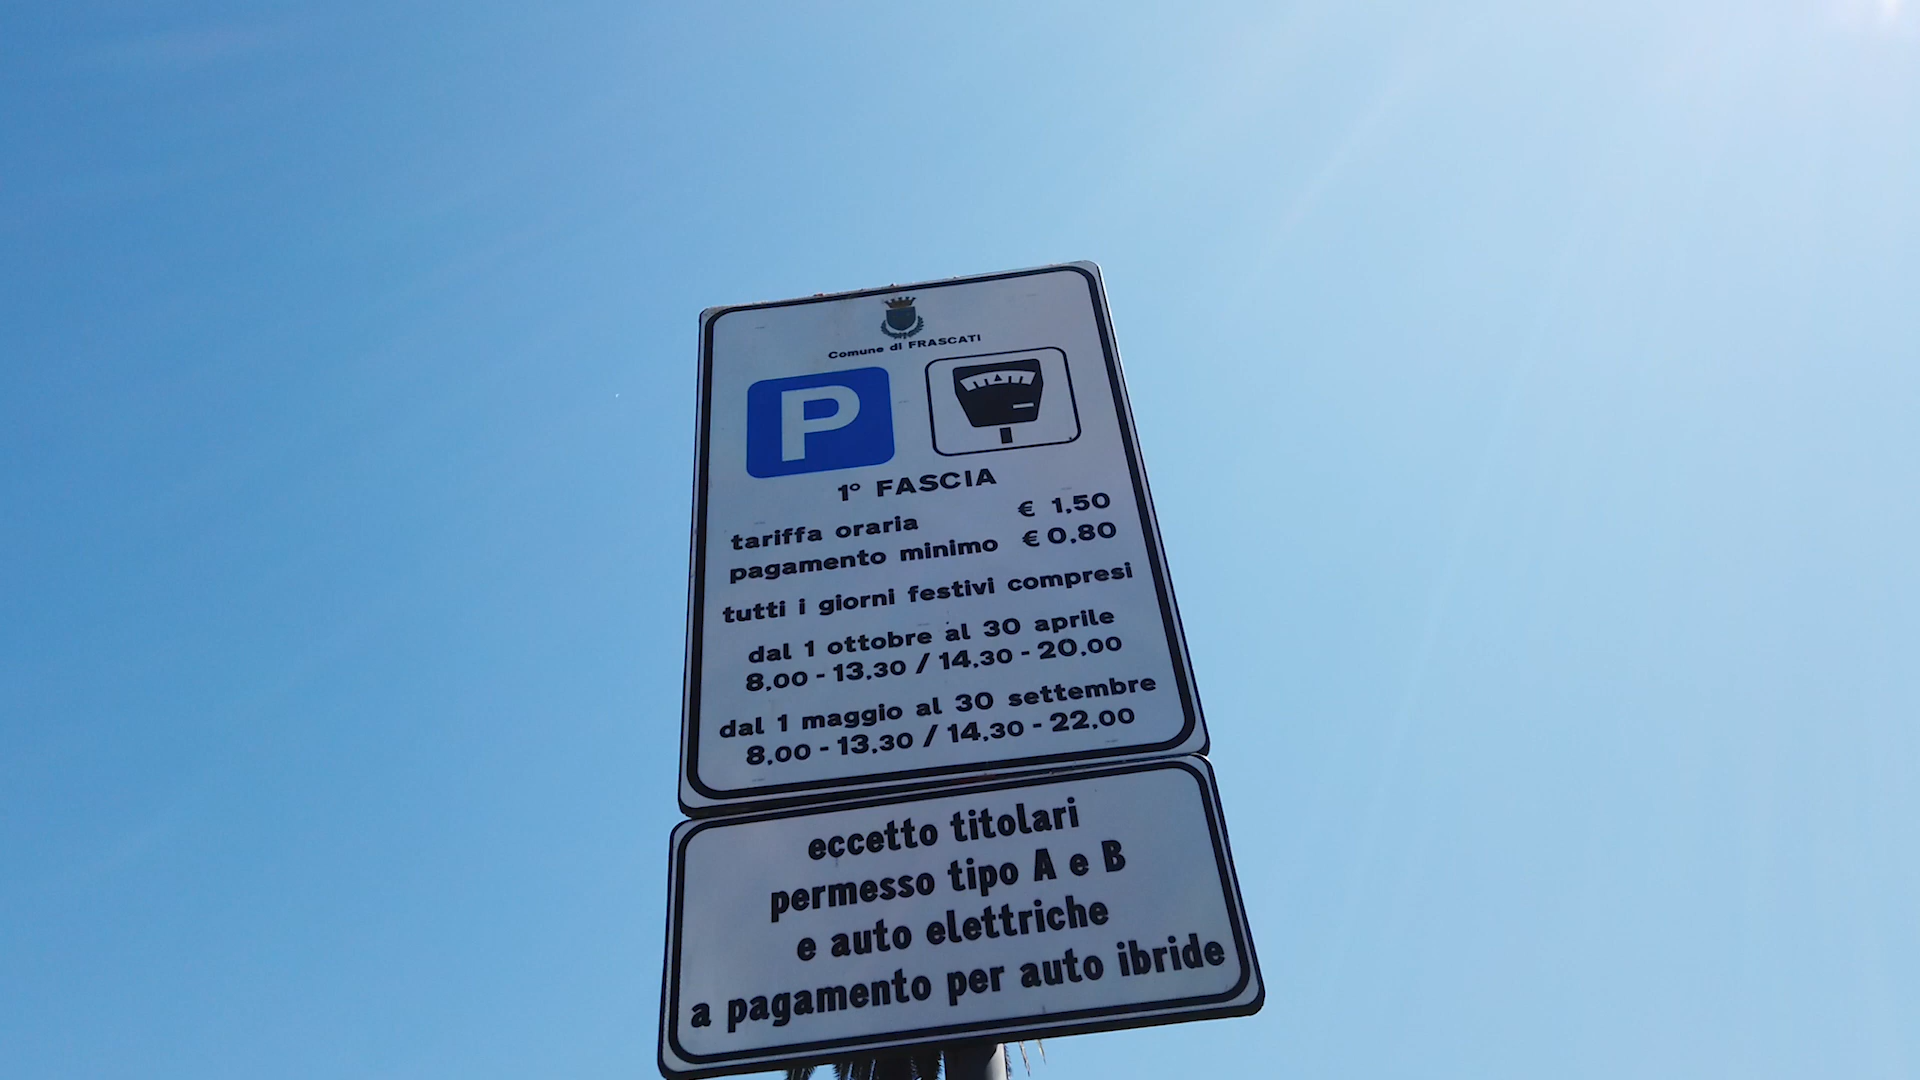 Comune di FRASCATI
P
1° FASCIA
tariffa oraria € 1,50
pagamento minimo € 0,80
tutti i giorni festivi compresi
dal 1 ottobre al 30 aprile
8,00 - 13,30 / 14,30 - 20,00
dal 1 maggio al 30 settembre
8,00 - 13,30 / 14,30 - 22,00
eccetto titolari
permesso tipo A e B
e auto elettriche
a pagamento per auto ibride